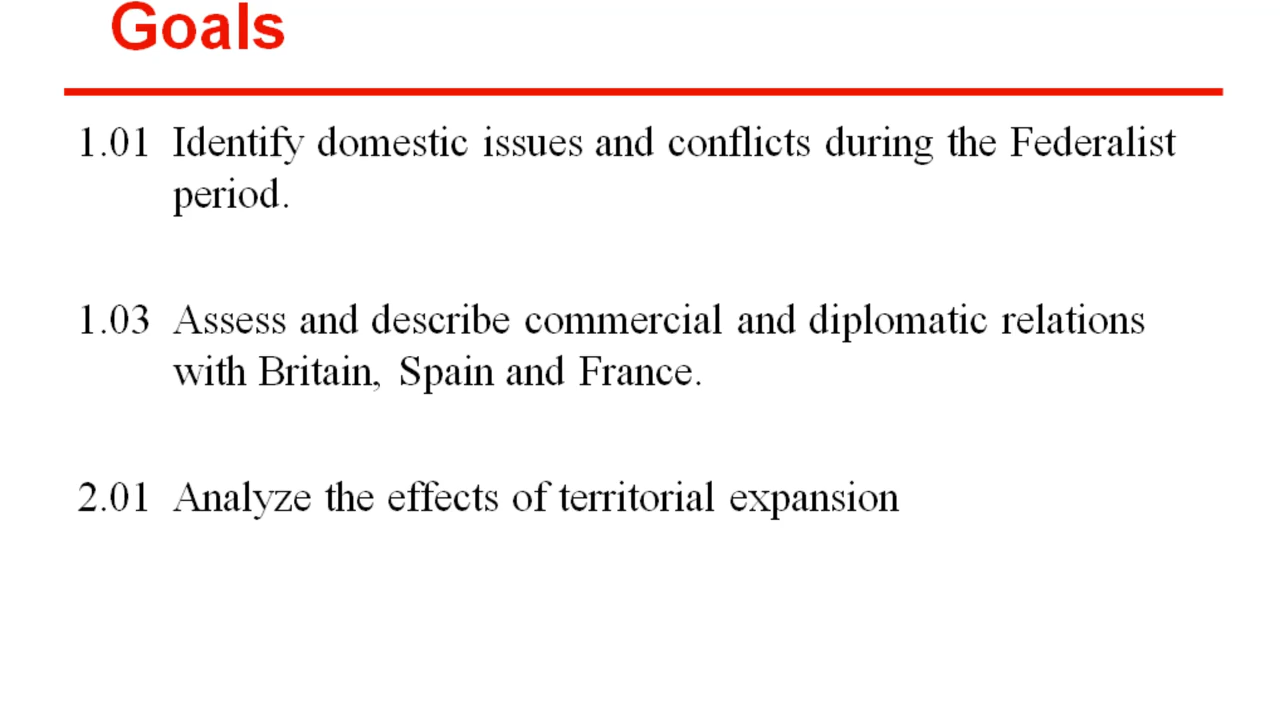 Goals
1.01 Identify domestic issues and conflicts during the Federalist
period.
1.03 Assess and describe commercial and diplomatic relations
with Britain, Spain and France.
2.01 Analyze the effects of territorial expansion